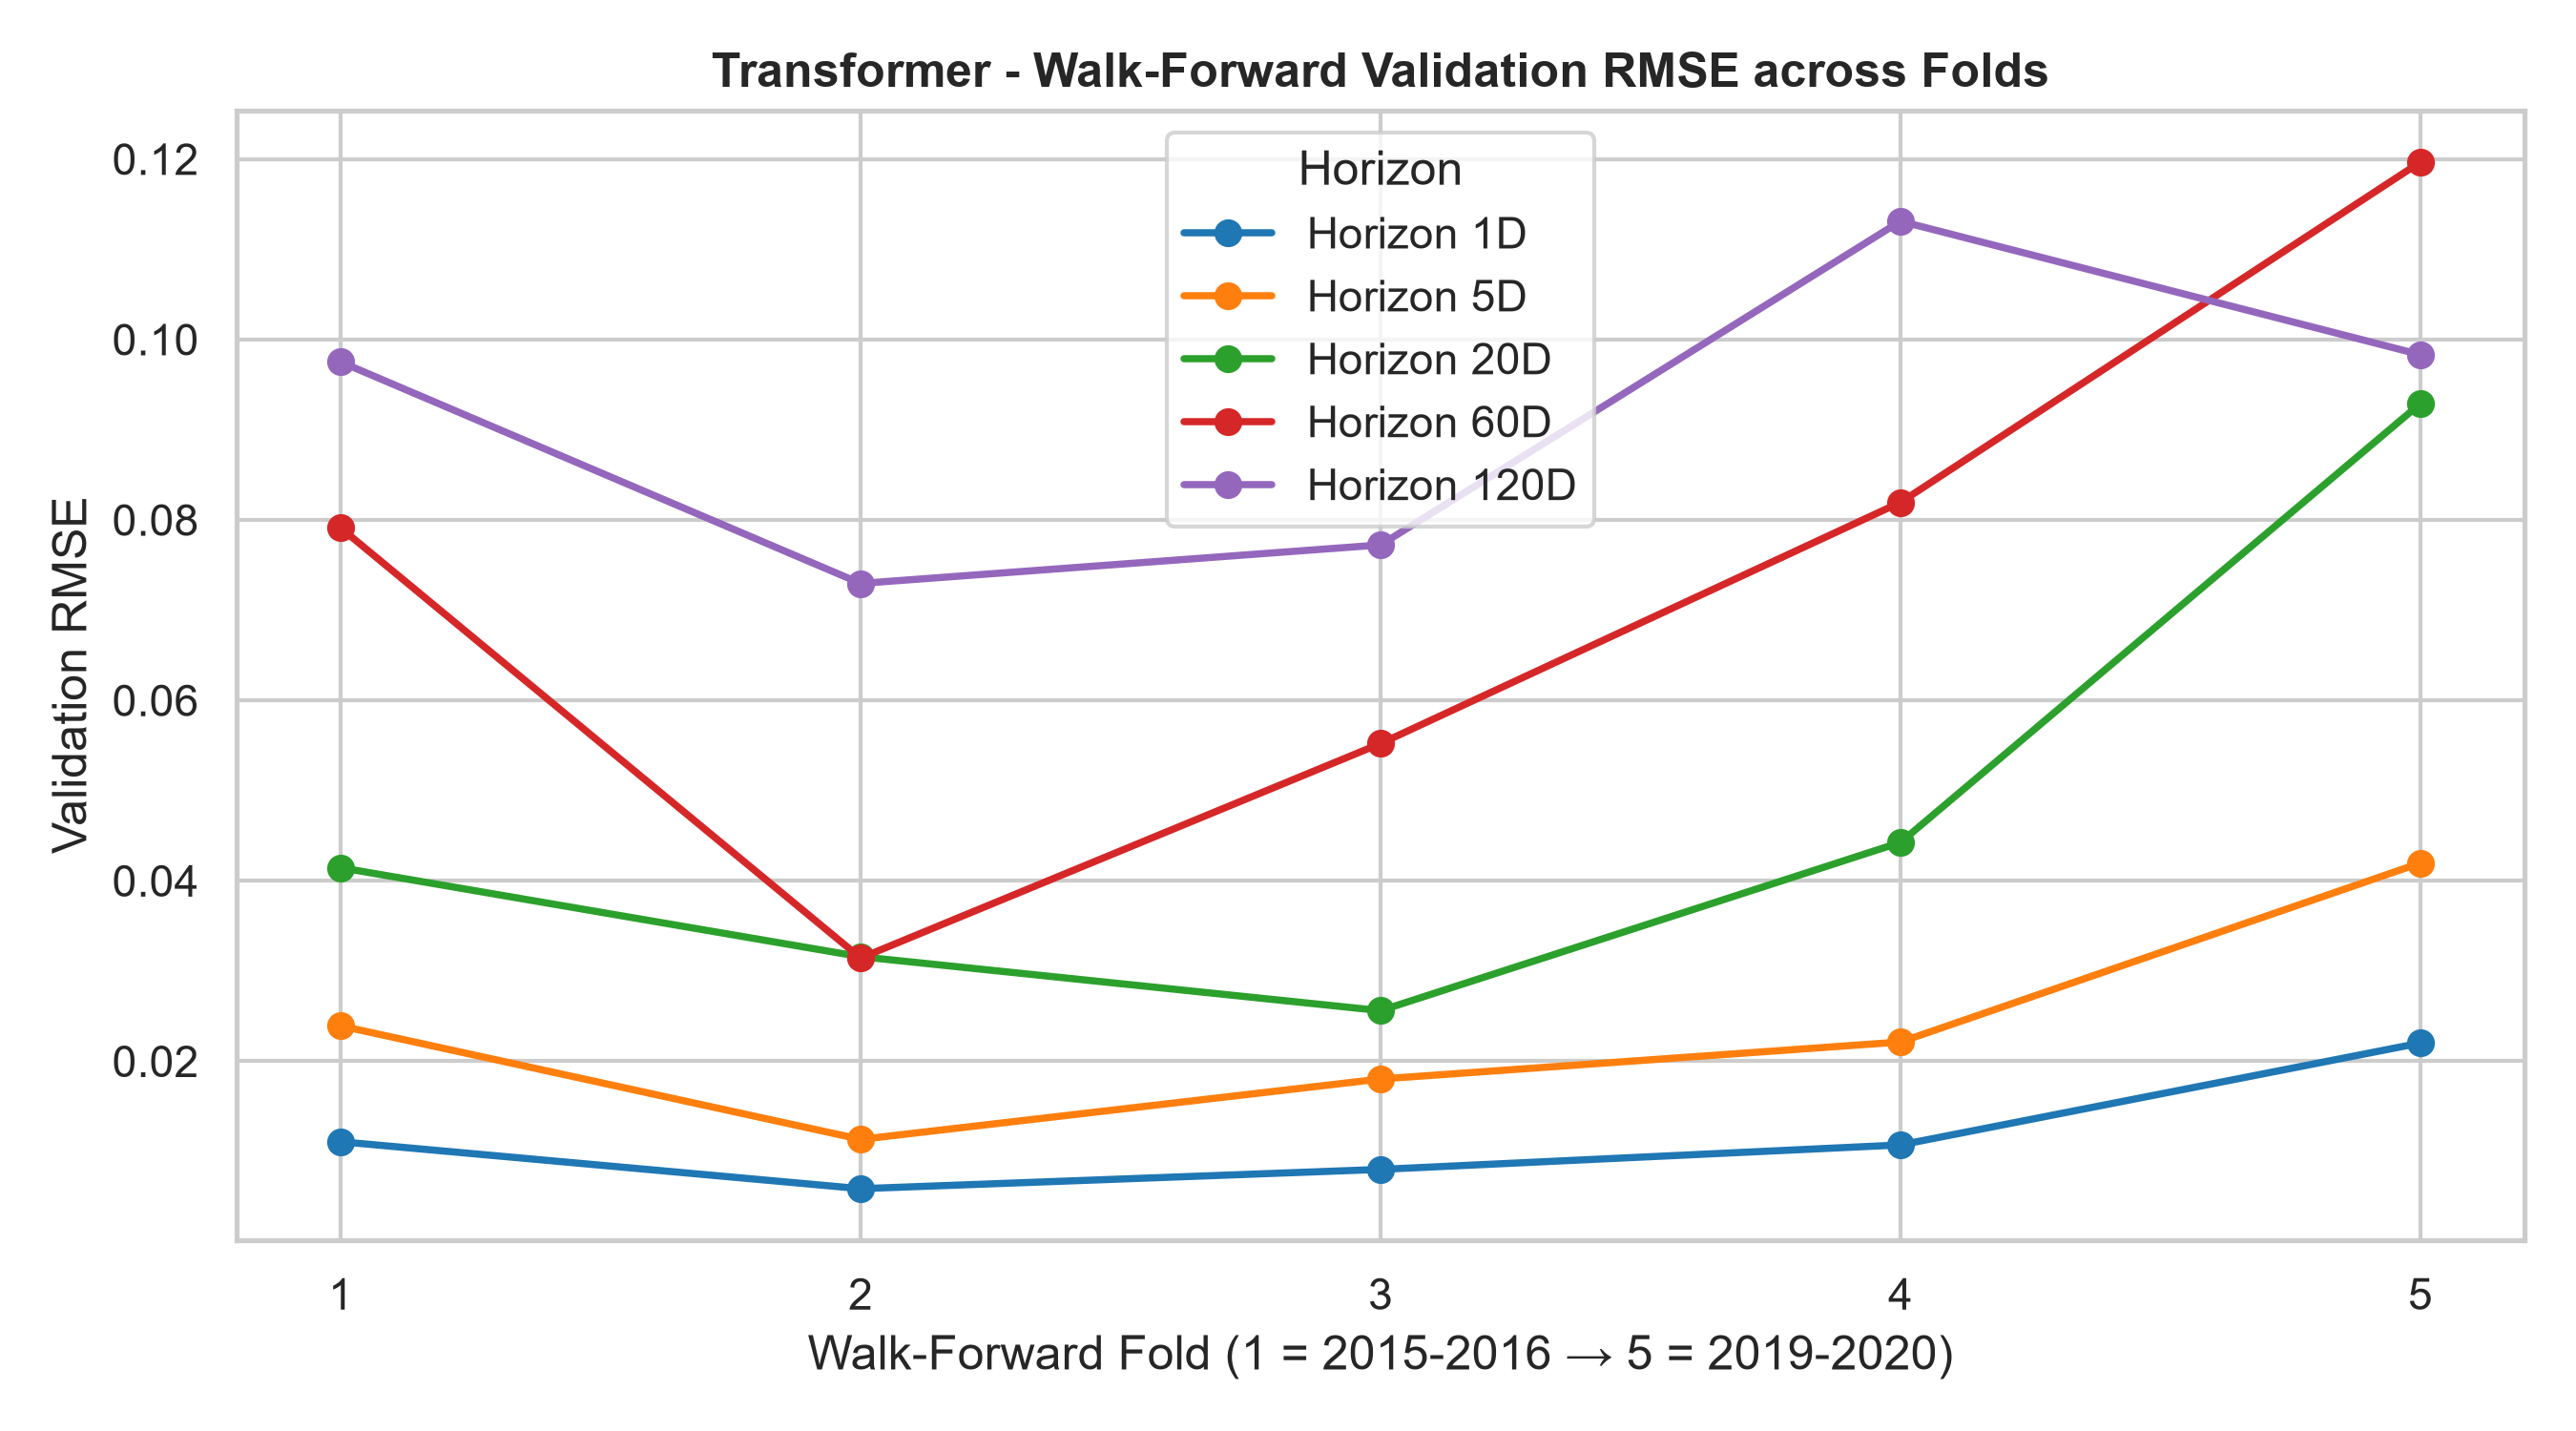 Transformer - Walk-Forward Validation RMSE across Folds
Validation RMSE
0.12
0.10
0.08
0.06
0.04
0.02
Horizon
Horizon 1D
Horizon 5D
Horizon 20D
Horizon 60D
Horizon 120D
1 2 3 4 5
Walk-Forward Fold (1 = 2015-2016 → 5 = 2019-2020)